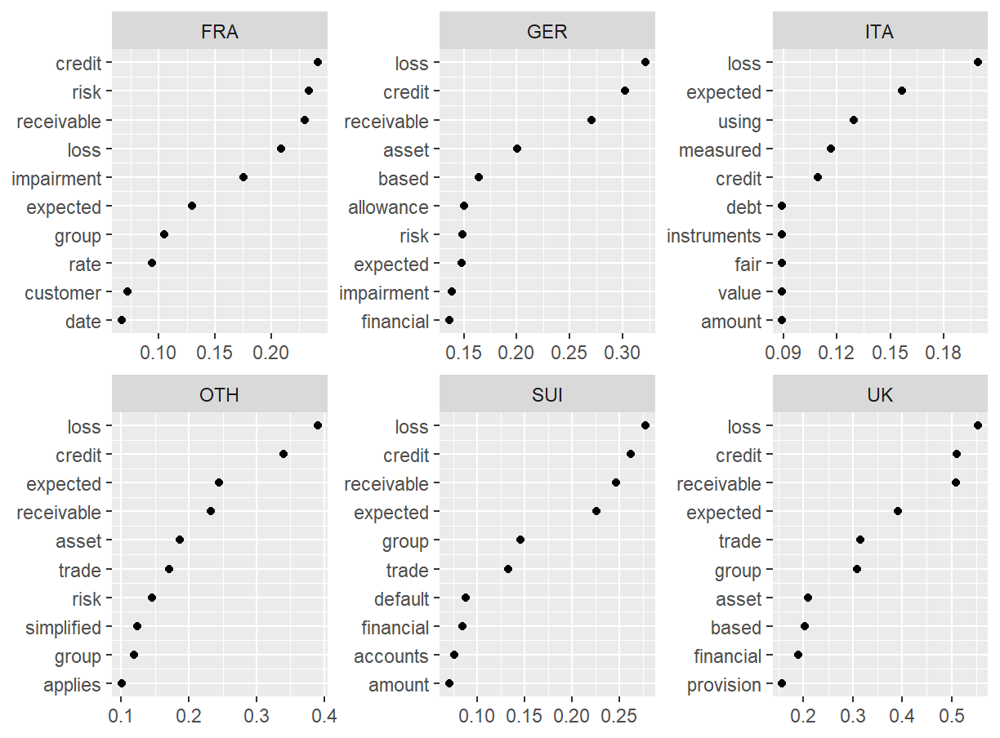 FRA
credit
risk
receivable
loss
impairment
expected
group
rate
customer
date
0.10 0.15 0.20
GER
loss
credit
receivable
asset
based
allowance
risk
expected
impairment
financial
0.15 0.20 0.25 0.30
ITA
loss
expected
using
measured
credit
debt
instruments
fair
value
amount
0.09 0.12 0.15 0.18
OTH
loss
credit
expected
receivable
asset
trade
risk
simplified
group
applies
0.1 0.2 0.3 0.4
SUI
loss
credit
receivable
expected
group
trade
default
financial
accounts
amount
0.10 0.15 0.20 0.25
UK
loss
credit
receivable
expected
trade
group
asset
based
financial
provision
0.2 0.3 0.4 0.5